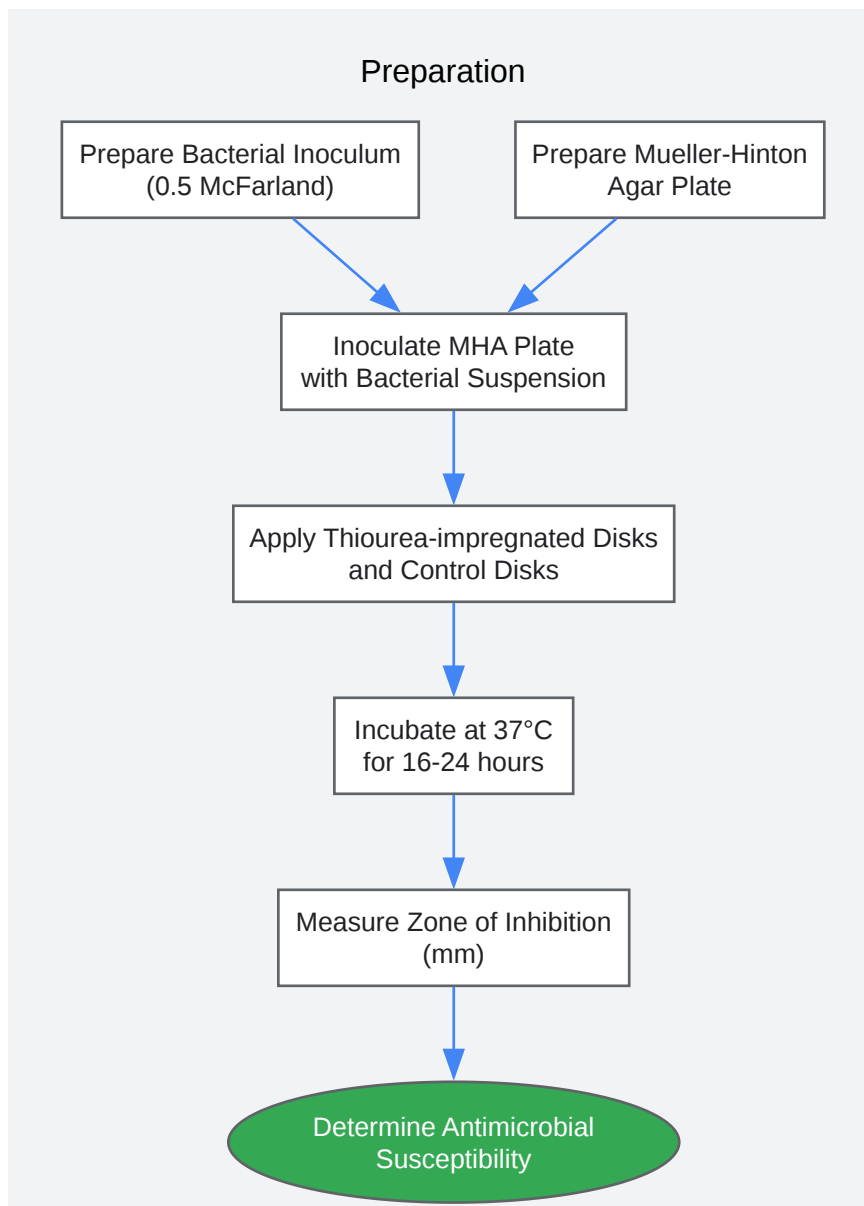 Preparation
Prepare Bacterial Inoculum
(0.5 McFarland)
Prepare Mueller-Hinton
Agar Plate
Inoculate MHA Plate
with Bacterial Suspension
Apply Thiourea-impregnated Disks
and Control Disks
Incubate at 37°C
for 16-24 hours
Measure Zone of Inhibition
(mm)
Determine Antimicrobial
Susceptibility